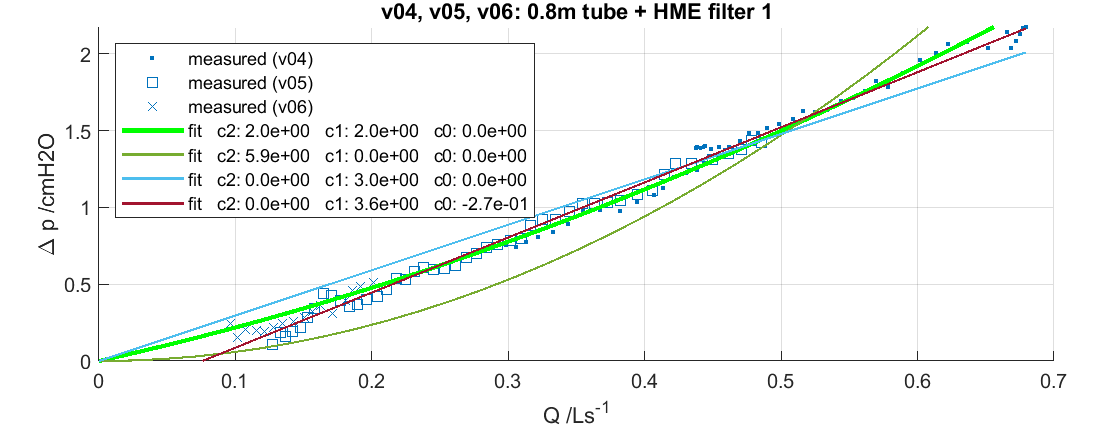 v04, v05, v06: 0.8m tube + HME filter 1
2
1.5
1
0.5
0
Δ p /cmH2O
measured (v04)
measured (v05)
measured (v06)
fit c2: 2.0e+00 c1: 2.0e+00 c0: 0.0e+00
fit c2: 5.9e+00 c1: 0.0e+00 c0: 0.0e+00
fit c2: 0.0e+00 c1: 3.0e+00 c0: 0.0e+00
fit c2: 0.0e+00 c1: 3.6e+00 c0: -2.7e-01
0 0.1 0.2 0.3 0.4 0.5 0.6 0.7
Q /Ls⁻¹